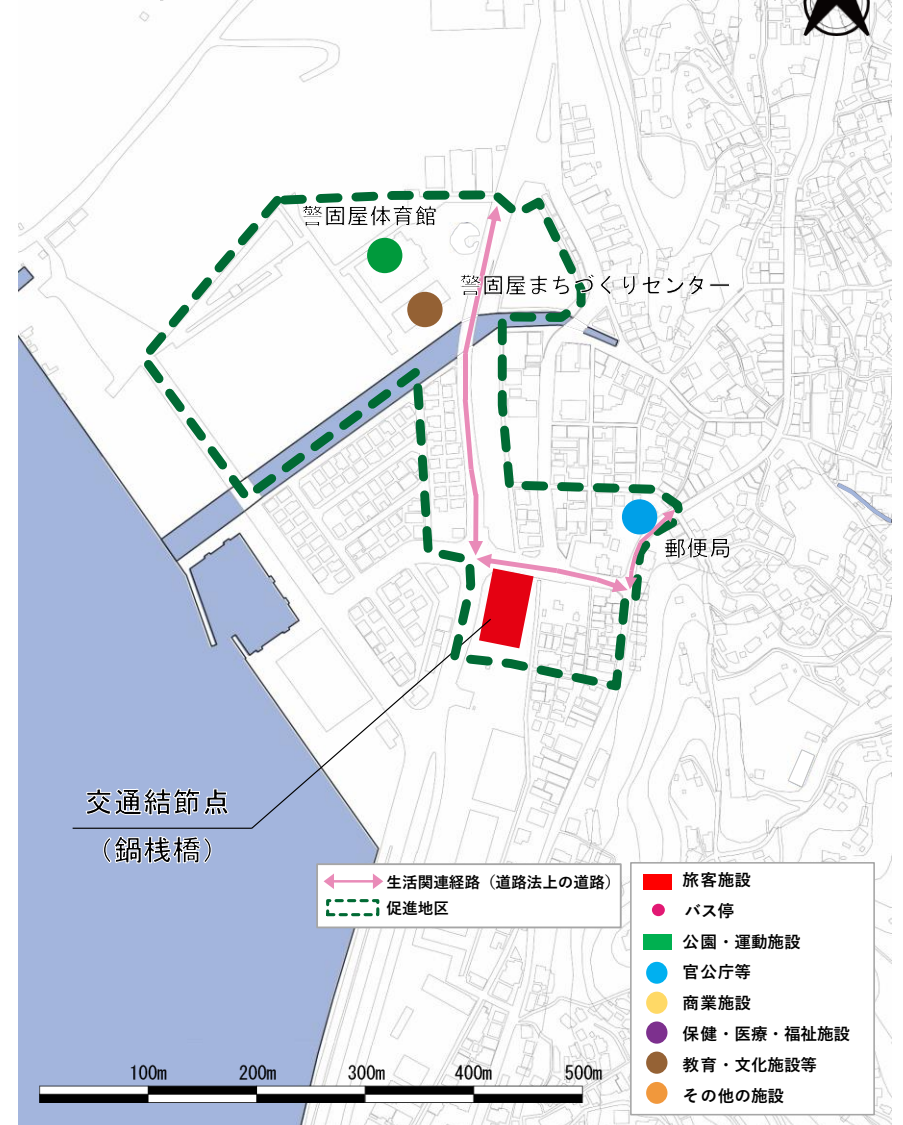 警固屋体育館
警固屋まちづくりセンター
郵便局
交通結節点
（鍋桟橋）
生活関連経路（道路法上の道路）
促進地区
旅客施設
バス停
公園・運動施設
官公庁等
商業施設
保健・医療・福祉施設
教育・文化施設等
その他の施設
100m 200m 300m 400m 500m